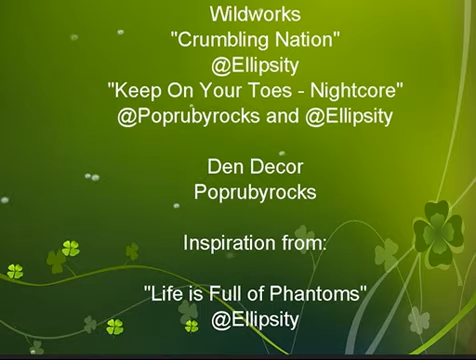 Wildworks
"Crumbling Nation"
@Ellipsity
"Keep On Your Toes - Nightcore"
@Poprubyrocks and @Ellipsity
Den Decor
Poprubyrocks
Inspiration from:
"Life is Full of Phantoms"
@Ellipsity